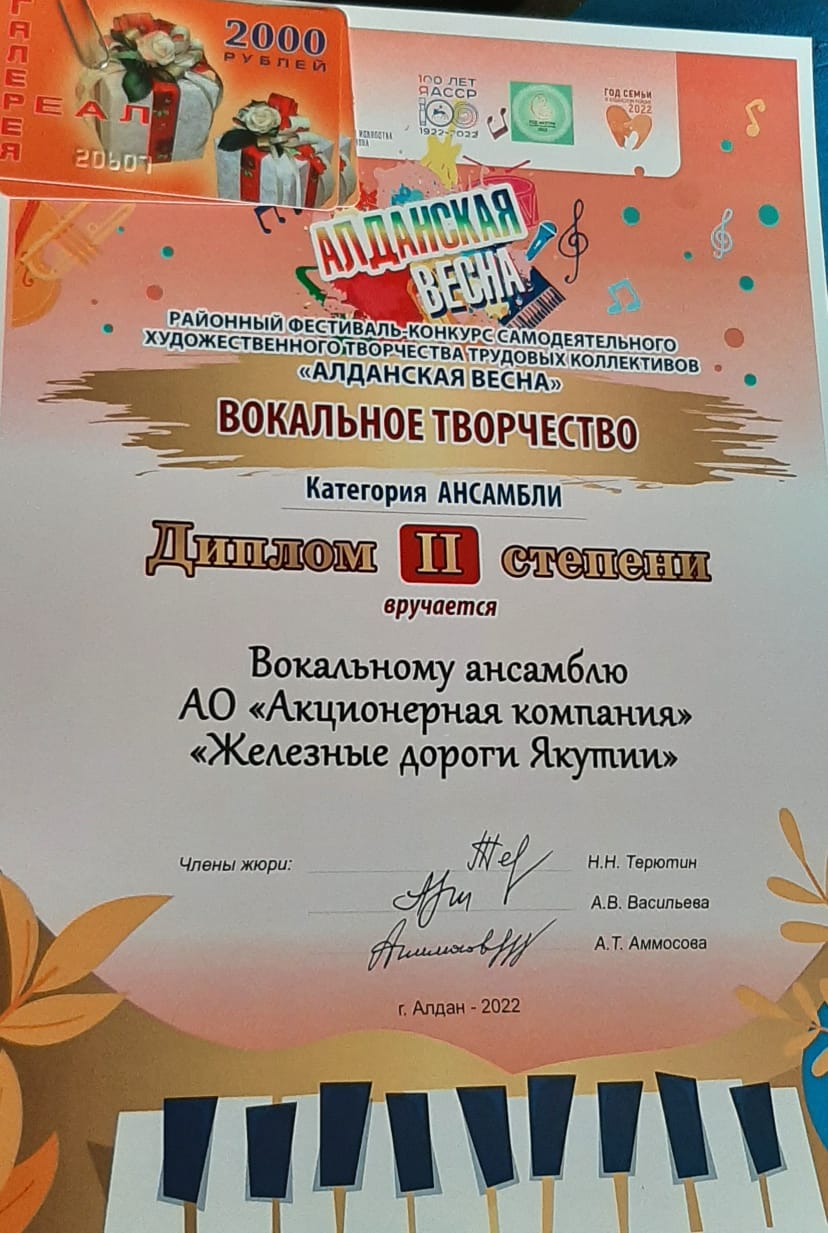 ГАЛЕРЕЯ
РЕАЛ
2000
РУБЛЕЙ
20607
100 ЛЕТ
ЯАССР
1922-2022
ГОД СЕМЬИ
2022
АЛДАНСКАЯ
ВЕСНА
РАЙОННЫЙ ФЕСТИВАЛЬ-КОНКУРС САМОДЕЯТЕЛЬНОГО
ХУДОЖЕСТВЕННОГО ТВОРЧЕСТВА ТРУДОВЫХ КОЛЛЕКТИВОВ
«АЛДАНСКАЯ ВЕСНА»
ВОКАЛЬНОЕ ТВОРЧЕСТВО
Категория АНСАМБЛИ
Диплом II степени
вручается
Вокальному ансамблю
АО «Акционерная компания»
«Железные дороги Якутии»
Члены жюри: Н.Н. Терютин
А.В. Васильева
А.Т. Аммосова
г. Алдан - 2022